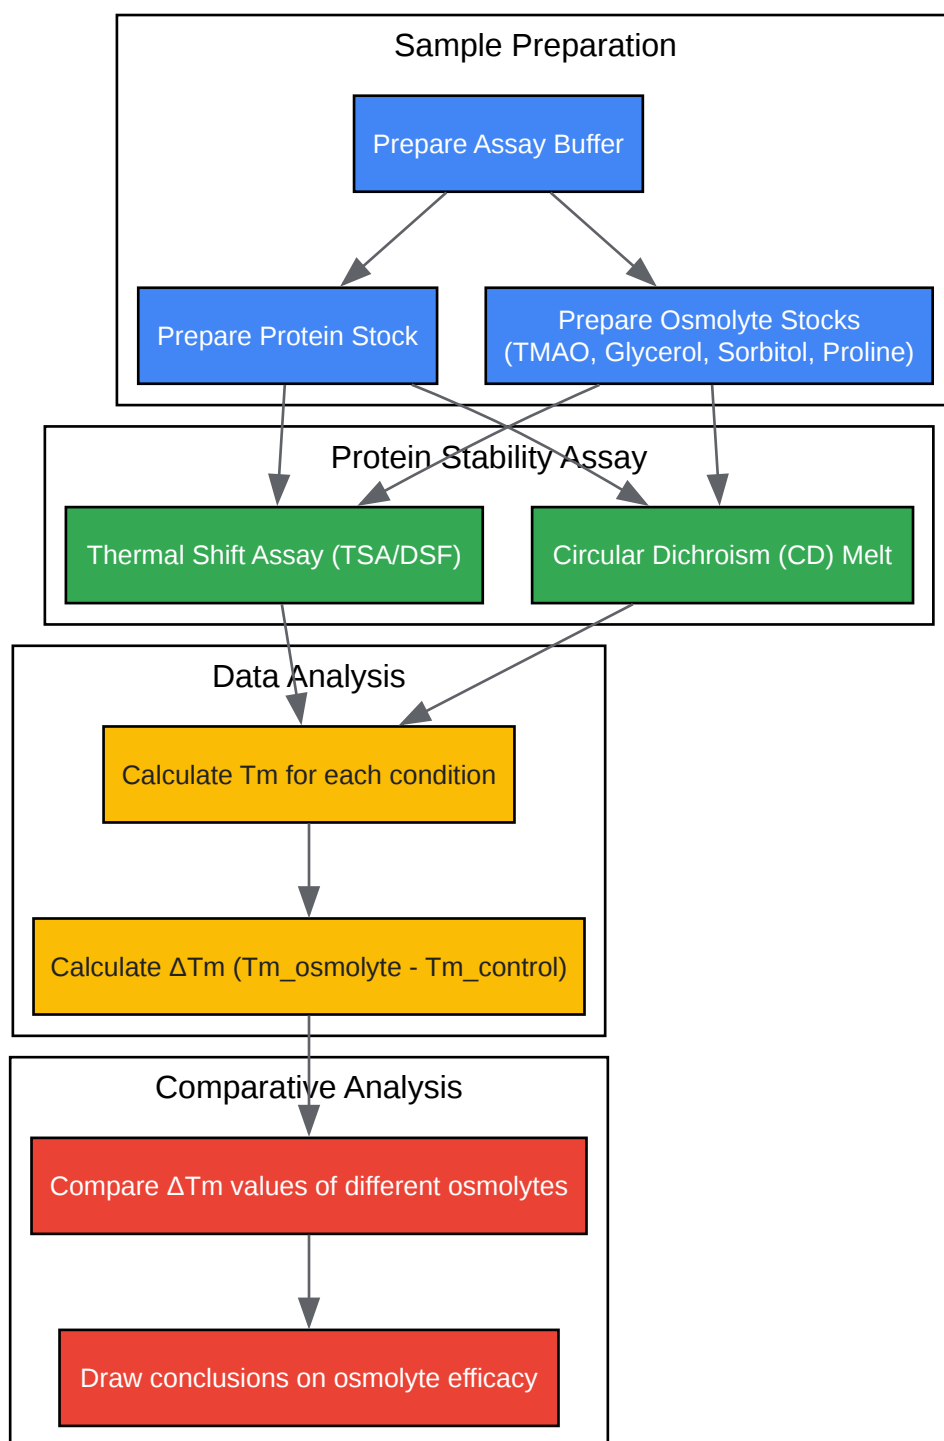 Sample Preparation
Prepare Assay Buffer
Prepare Protein Stock
Prepare Osmolyte Stocks
(TMAO, Glycerol, Sorbitol, Proline)
Protein Stability Assay
Thermal Shift Assay (TSA/DSF)
Circular Dichroism (CD) Melt
Data Analysis
Calculate Tm for each condition
Calculate ΔTm (Tm_osmolyte - Tm_control)
Comparative Analysis
Compare ΔTm values of different osmolytes
Draw conclusions on osmolyte efficacy